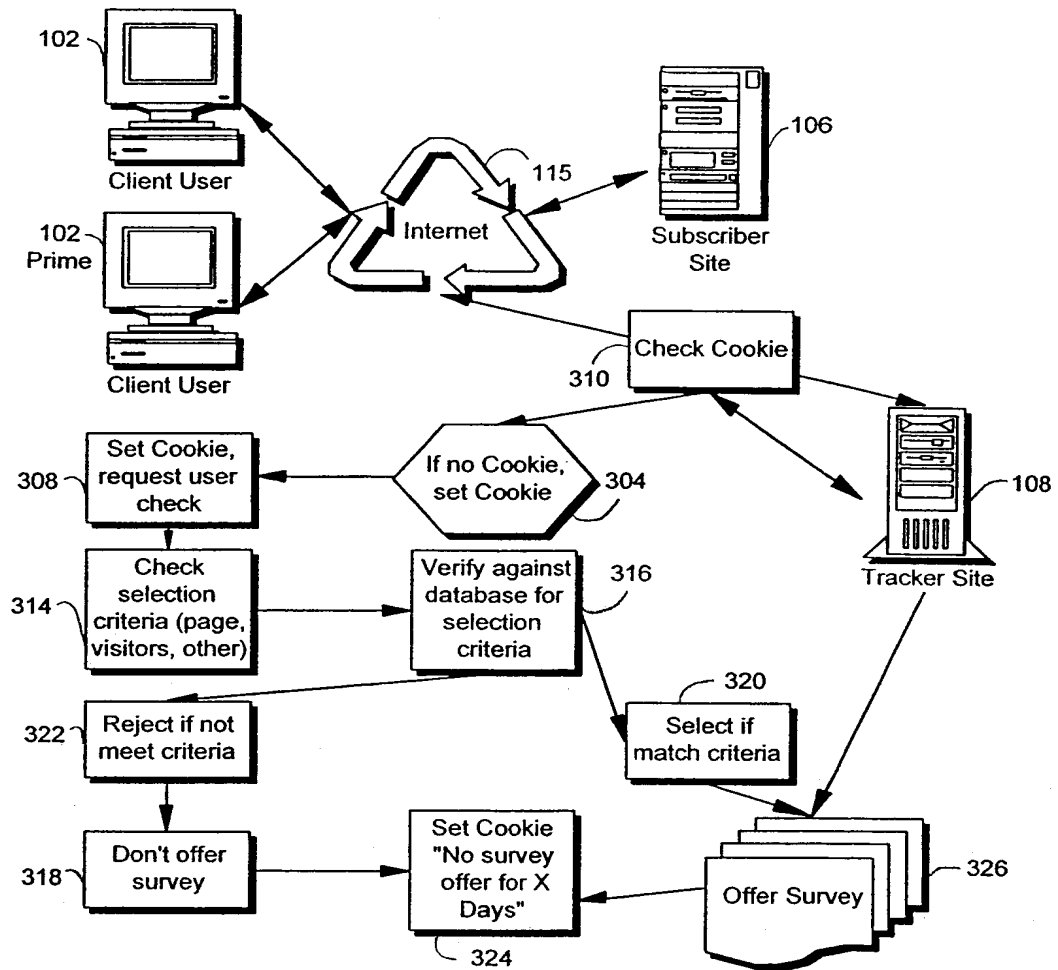 102
Client User
102
Prime
Client User
115
Internet
106
Subscriber
Site
310
Check Cookie
If no Cookie,
set Cookie
304
Set Cookie,
request user
check
308
108
Tracker Site
Check
selection
criteria (page,
visitors, other)
314
Verify against
database for
selection
criteria
316
320
Select if
match criteria
Reject if not
meet criteria
322
Don't offer
survey
318
Set Cookie
"No survey
offer for X
Days"
324
Offer Survey
326